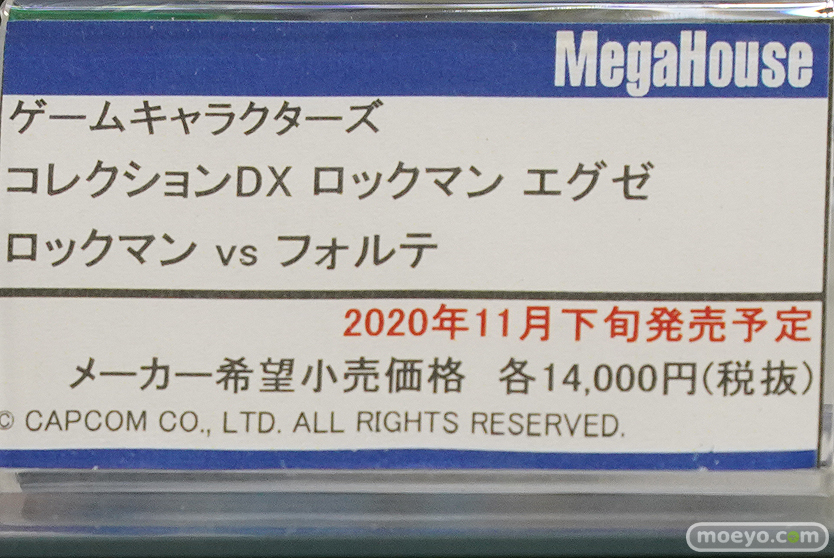 MegaHouse
ゲームキャラクターズ
コレクションDX ロックマン エグゼ
ロックマン vs フォルテ
2020年11月下旬発売予定
メーカー希望小売価格 各14,000円(税抜)
© CAPCOM CO., LTD. ALL RIGHTS RESERVED.
moeyo.com